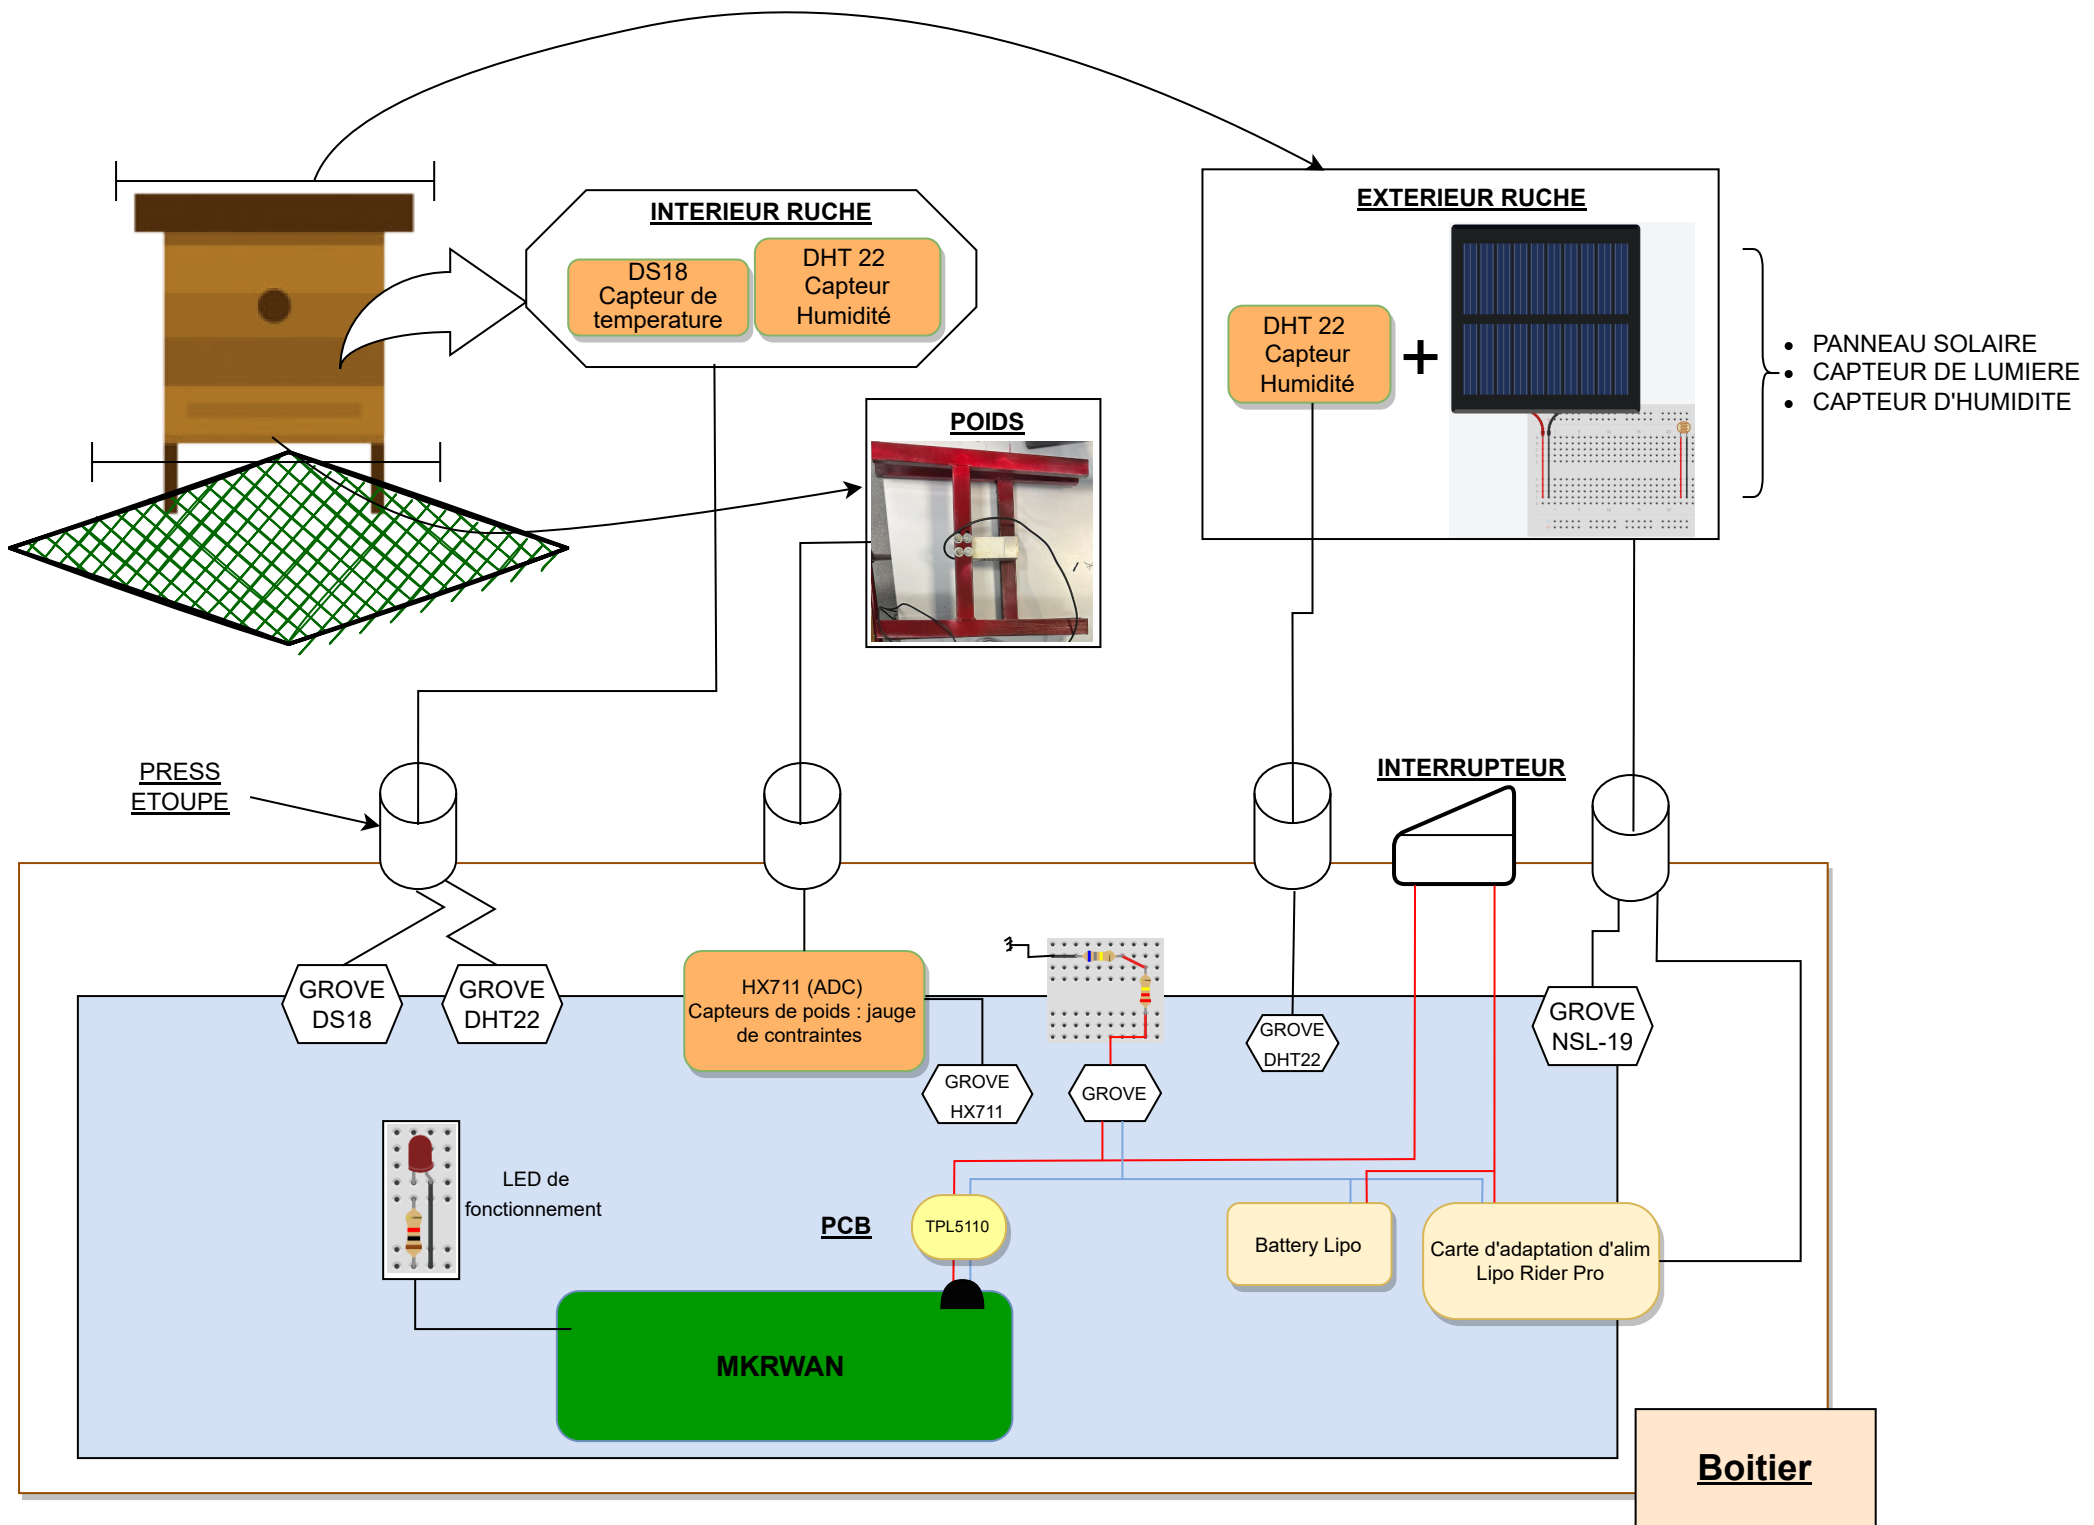 INTERIEUR RUCHE
DS18
Capteur de
temperature
DHT 22
Capteur
Humidité
EXTERIEUR RUCHE
DHT 22
Capteur
Humidité
+
• PANNEAU SOLAIRE
• CAPTEUR DE LUMIERE
• CAPTEUR D'HUMIDITE
POIDS
PRESS
ETOUPE
INTERRUPTEUR
GROVE
DS18
GROVE
DHT22
HX711 (ADC)
Capteurs de poids : jauge
de contraintes
GROVE
HX711
GROVE
GROVE
DHT22
GROVE
NSL-19
LED de
fonctionnement
PCB
TPL5110
Battery Lipo
Carte d'adaptation d'alim
Lipo Rider Pro
MKRWAN
Boitier